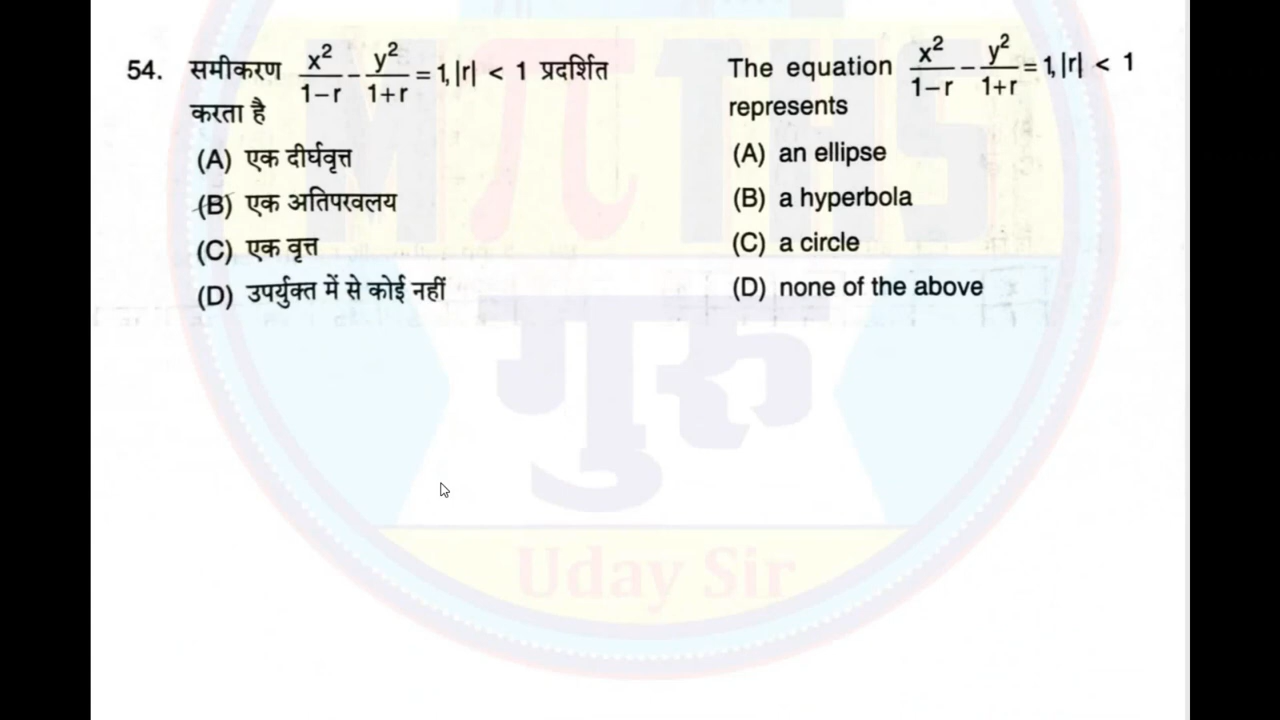 54. समीकरण x²/(1−r) − y²/(1+r) = 1, |r| < 1 प्रदर्शित
करता है
(A) एक दीर्घवृत्त
(B) एक अतिपरवलय
(C) एक वृत्त
(D) उपर्युक्त में से कोई नहीं
The equation x²/(1−r) − y²/(1+r) = 1, |r| < 1
represents
(A) an ellipse
(B) a hyperbola
(C) a circle
(D) none of the above
MπTHS
गुरु
Uday Sir